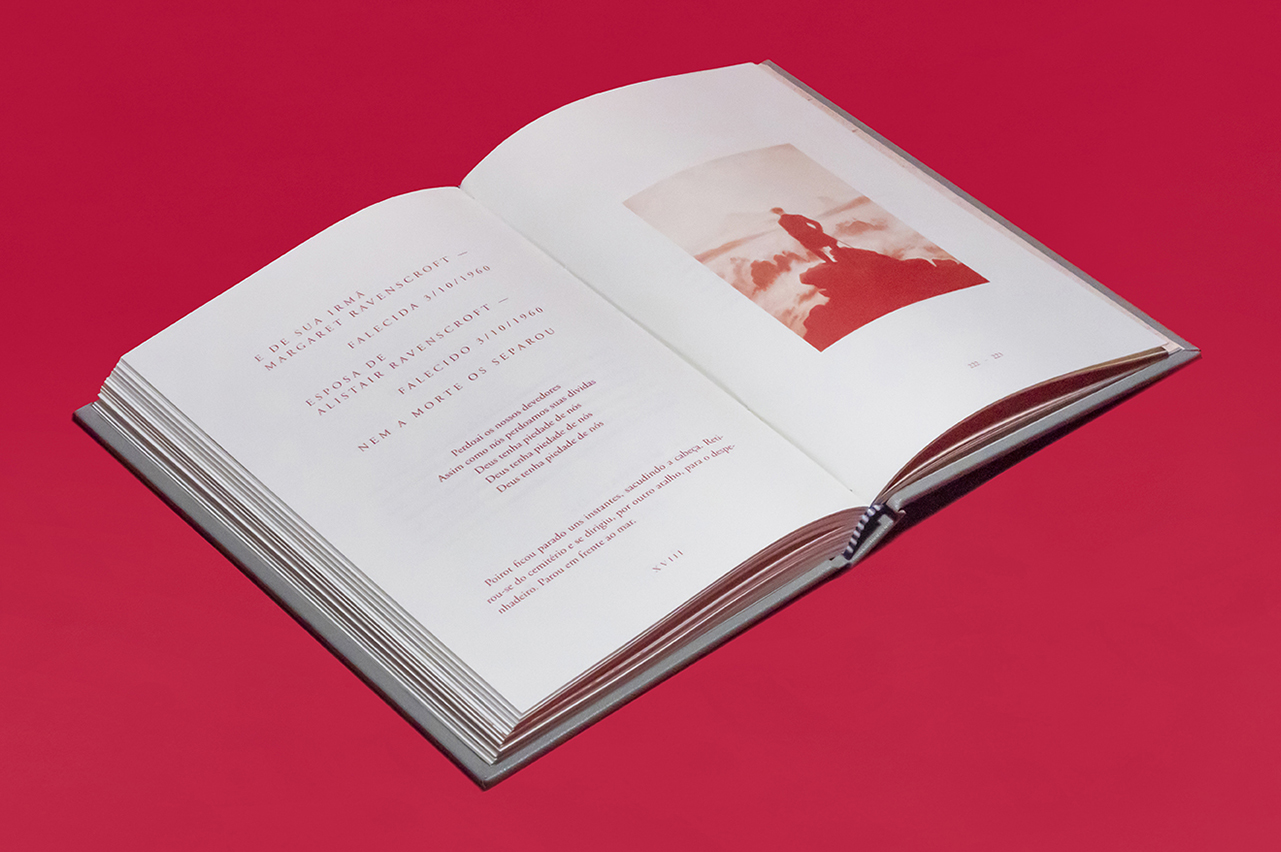 E DE SUA IRMÃ
MARGARET RAVENSCROFT —
FALECIDA 3/10/1960
ESPOSA DE
ALISTAIR RAVENSCROFT —
FALECIDO 3/10/1960
NEM A MORTE OS SEPAROU
Perdoai os nossos devedores
Assim como nós perdoamos suas dívidas
Deus tenha piedade de nós
Deus tenha piedade de nós
Deus tenha piedade de nós
Poirot ficou parado uns instantes, sacudindo a cabeça. Reti-
rou-se do cemitério e se dirigiu, por outro atalho, para o despe-
nhadeiro. Parou em frente ao mar.
XVIII